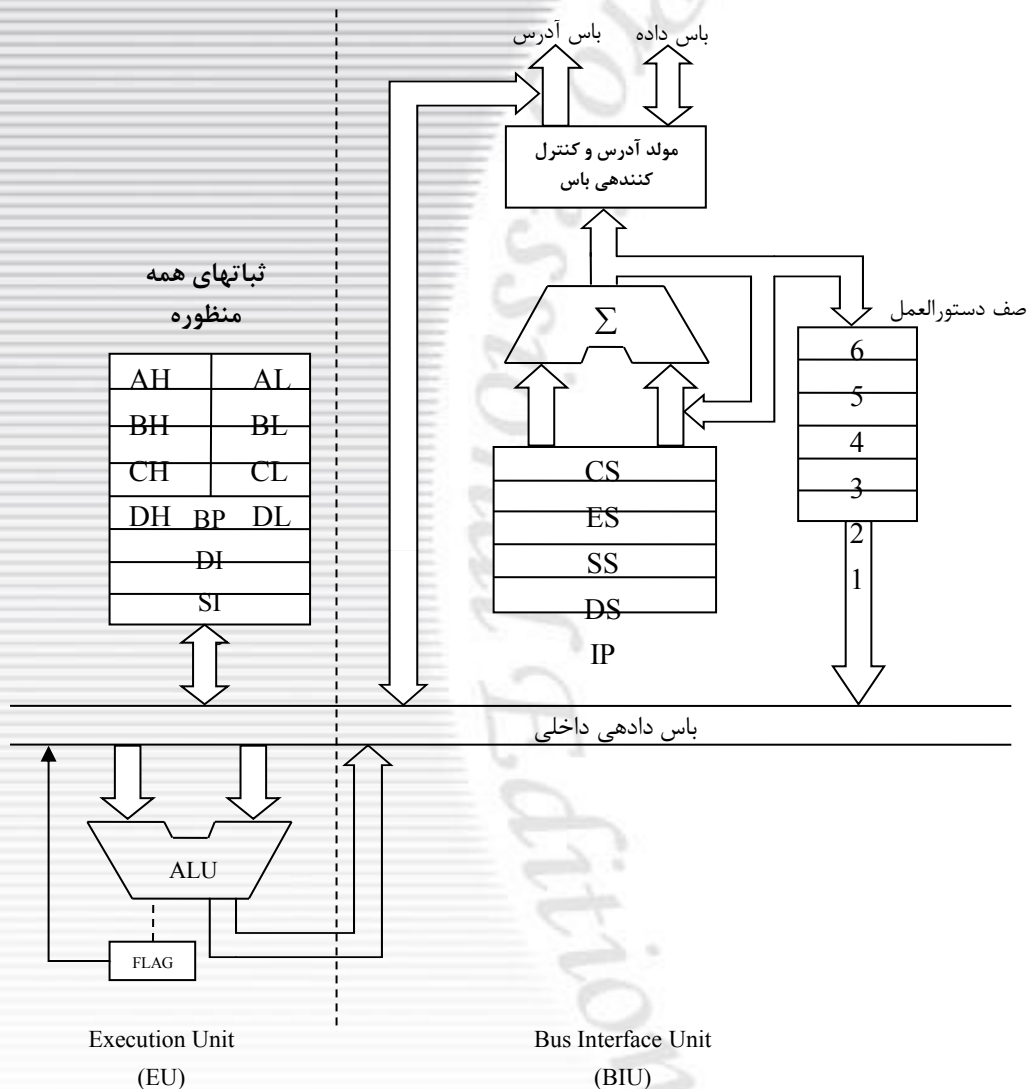 باس آدرس
باس داده
مولد آدرس و کنترل
کنندهی باس
ثباتهای همه
منظوره
صف دستورالعمل
Σ
AH AL
BH BL
CH CL
DH BP DL
DI
SI
CS
ES
SS
DS
IP
6
5
4
3
2
1
باس دادهی داخلی
ALU
FLAG
Execution Unit
(EU)
Bus Interface Unit
(BIU)
essional Edition